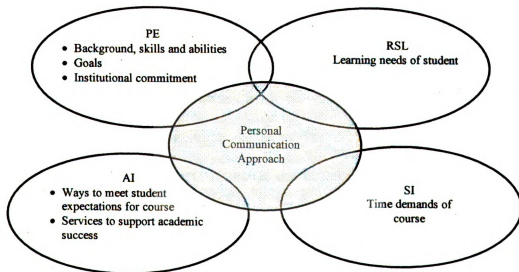 PE
• Background, skills and abilities
• Goals
• Institutional commitment
RSL
Learning needs of student
Personal
Communication
Approach
AI
• Ways to meet student
expectations for course
• Services to support academic
success
SI
Time demands of
course